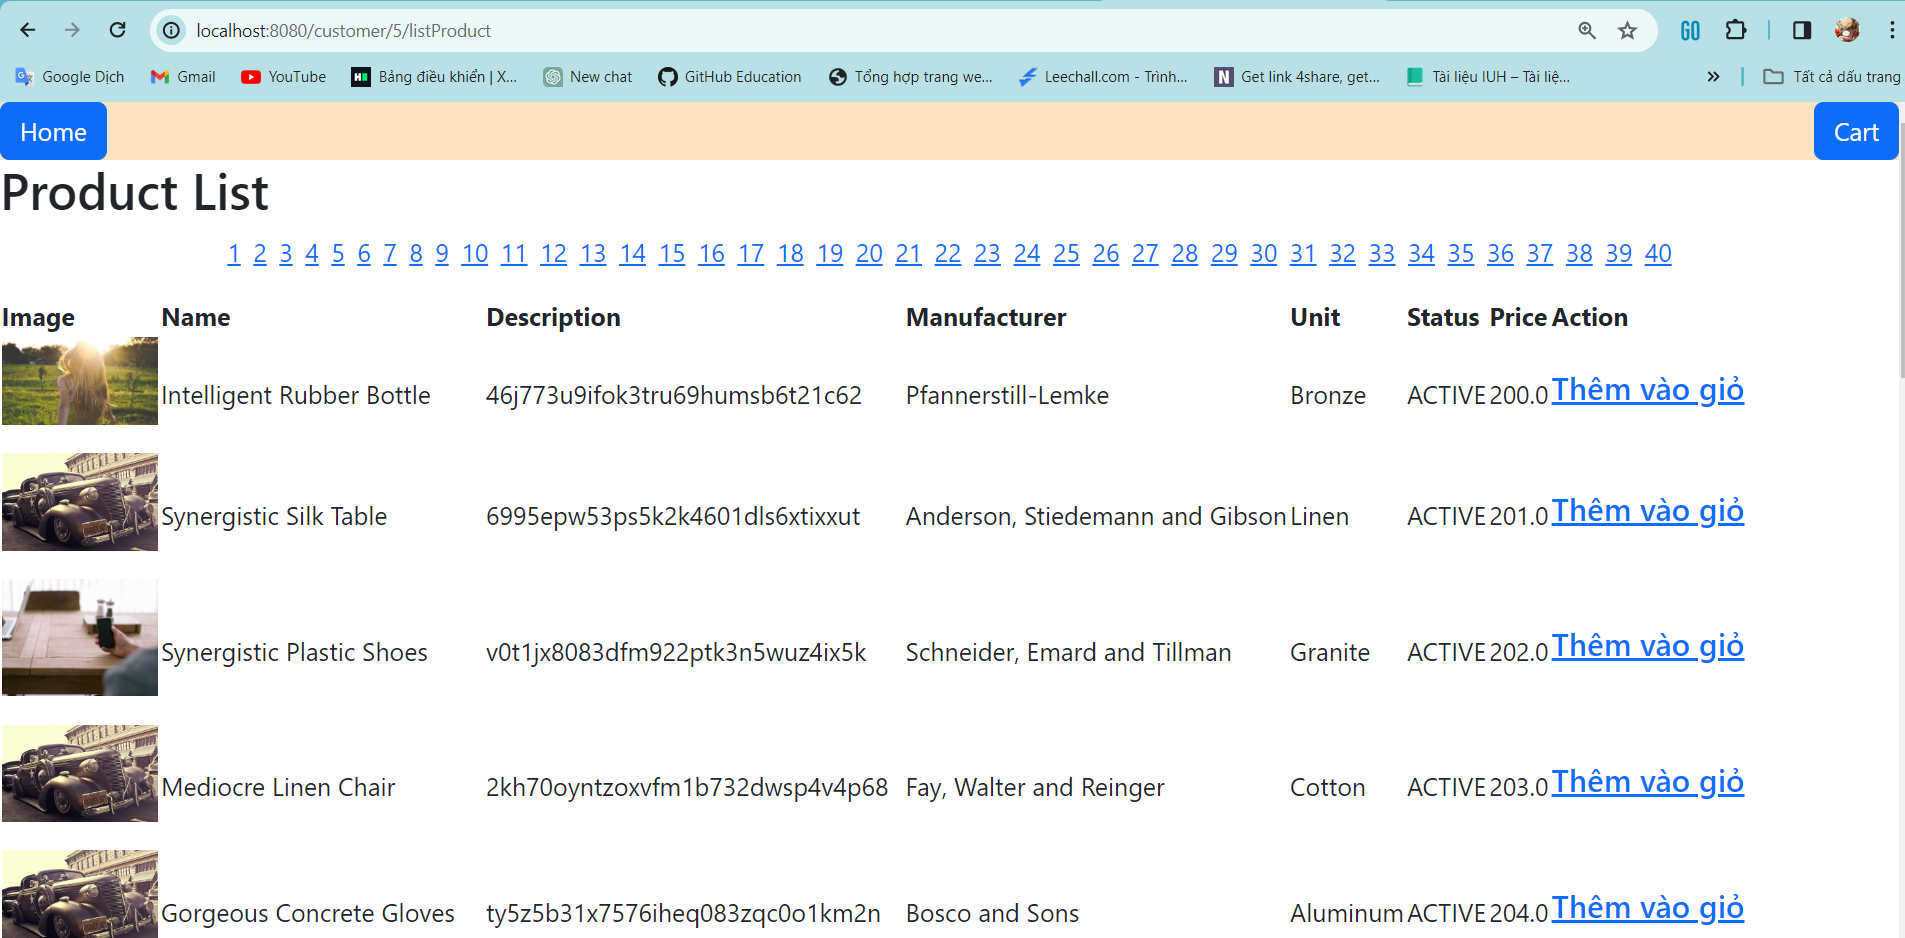 localhost:8080/customer/5/listProduct
Google Dịch Gmail YouTube Bảng điều khiển | X... New chat GitHub Education Tổng hợp trang we... Leechall.com - Trình... Get link 4share, get... Tài liệu IUH – Tài liệ... » Tất cả dấu trang
Home Cart
Product List
1 2 3 4 5 6 7 8 9 10 11 12 13 14 15 16 17 18 19 20 21 22 23 24 25 26 27 28 29 30 31 32 33 34 35 36 37 38 39 40
Image Name Description Manufacturer Unit Status Price Action
Intelligent Rubber Bottle 46j773u9ifok3tru69humsb6t21c62 Pfannerstill-Lemke Bronze ACTIVE 200.0 Thêm vào giỏ
Synergistic Silk Table 6995epw53ps5k2k4601dls6xtixxut Anderson, Stiedemann and Gibson Linen ACTIVE 201.0 Thêm vào giỏ
Synergistic Plastic Shoes v0t1jx8083dfm922ptk3n5wuz4ix5k Schneider, Emard and Tillman Granite ACTIVE 202.0 Thêm vào giỏ
Mediocre Linen Chair 2kh70oyntzoxvfm1b732dwsp4v4p68 Fay, Walter and Reinger Cotton ACTIVE 203.0 Thêm vào giỏ
Gorgeous Concrete Gloves ty5z5b31x7576iheq083zqc0o1km2n Bosco and Sons Aluminum ACTIVE 204.0 Thêm vào giỏ